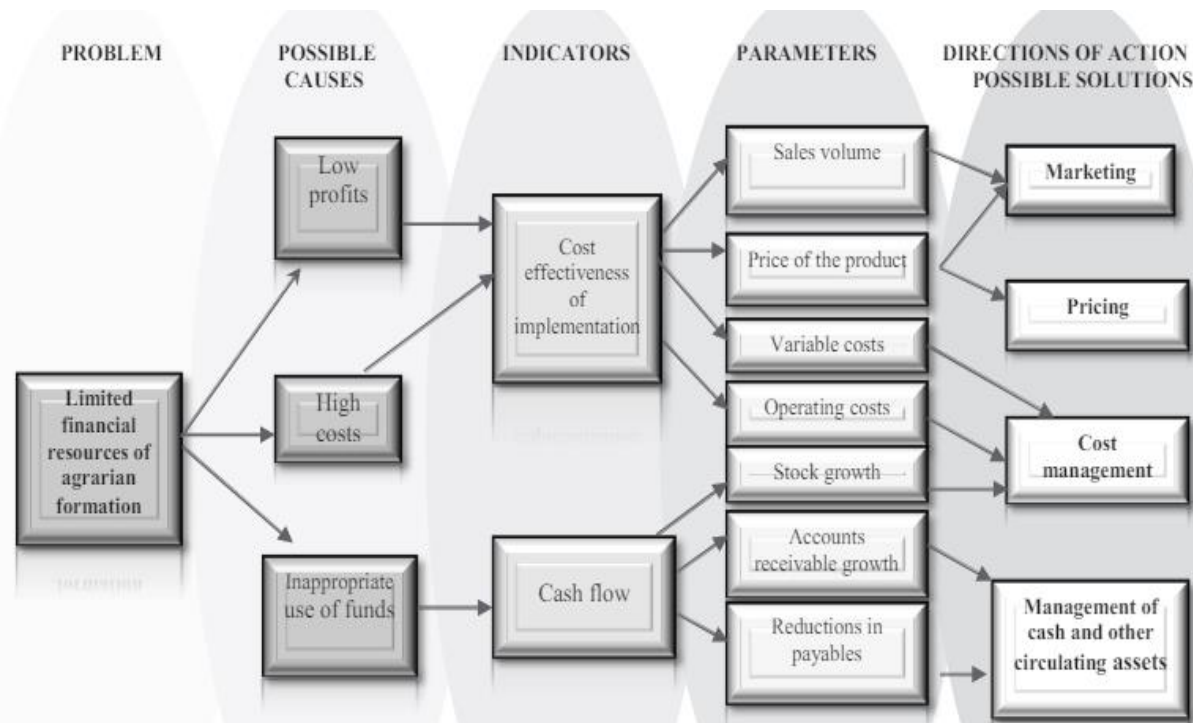 PROBLEM
POSSIBLE
CAUSES
INDICATORS
PARAMETERS
DIRECTIONS OF ACTION
POSSIBLE SOLUTIONS
Limited
financial
resources of
agrarian
formation
Low
profits
High
costs
Inappropriate
use of funds
Cost
effectiveness
of
implementation
Cash flow
Sales volume
Price of the product
Variable costs
Operating costs
Stock growth
Accounts
receivable growth
Reductions in
payables
Marketing
Pricing
Cost
management
Management of
cash and other
circulating assets